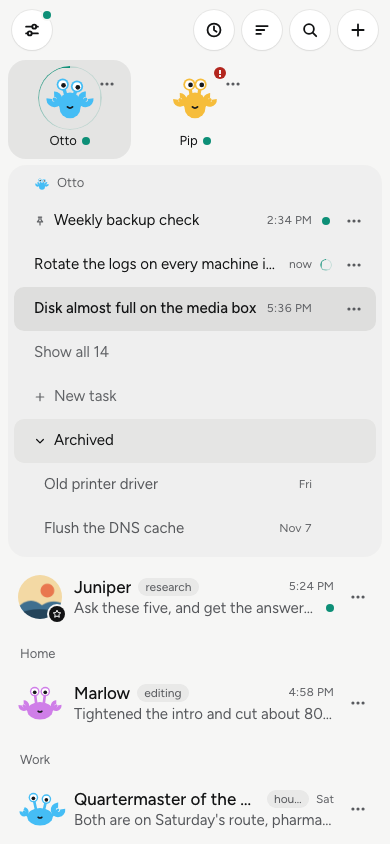 Otto
Pip
Otto
Weekly backup check 2:34 PM
Rotate the logs on every machine i... now
Disk almost full on the media box 5:36 PM
Show all 14
New task
Archived
Old printer driver Fri
Flush the DNS cache Nov 7
Juniper research 5:24 PM
Ask these five, and get the answer...
Home
Marlow editing 4:58 PM
Tightened the intro and cut about 80...
Work
Quartermaster of the ... hou... Sat
Both are on Saturday's route, pharma...